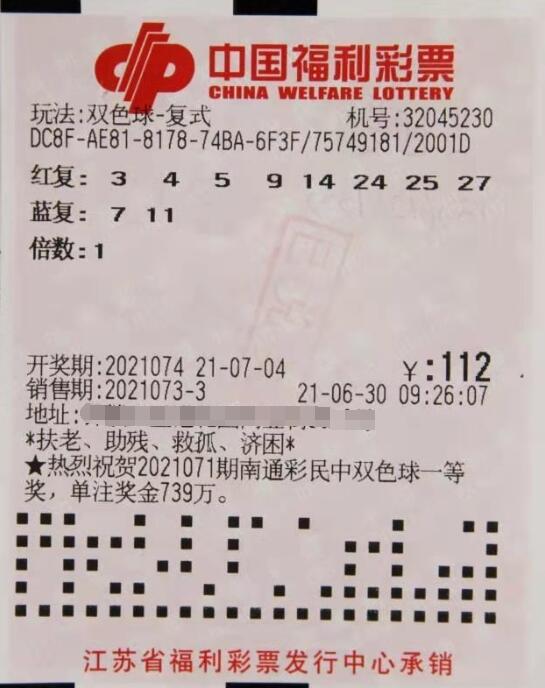 中国福利彩票
CHINA WELFARE LOTTERY
玩法:双色球-复式 机号:32045230
DC8F-AE81-8178-74BA-6F3F/75749181/2001D
红复: 3 4 5 9 14 24 25 27
蓝复: 7 11
倍数:1
开奖期:2021074 21-07-04 ¥:112
销售期:2021073-3 21-06-30 09:26:07
地址:
*扶老、助残、救孤、济困*
★热烈祝贺2021071期南通彩民中双色球一等
奖，单注奖金739万。
江苏省福利彩票发行中心承销